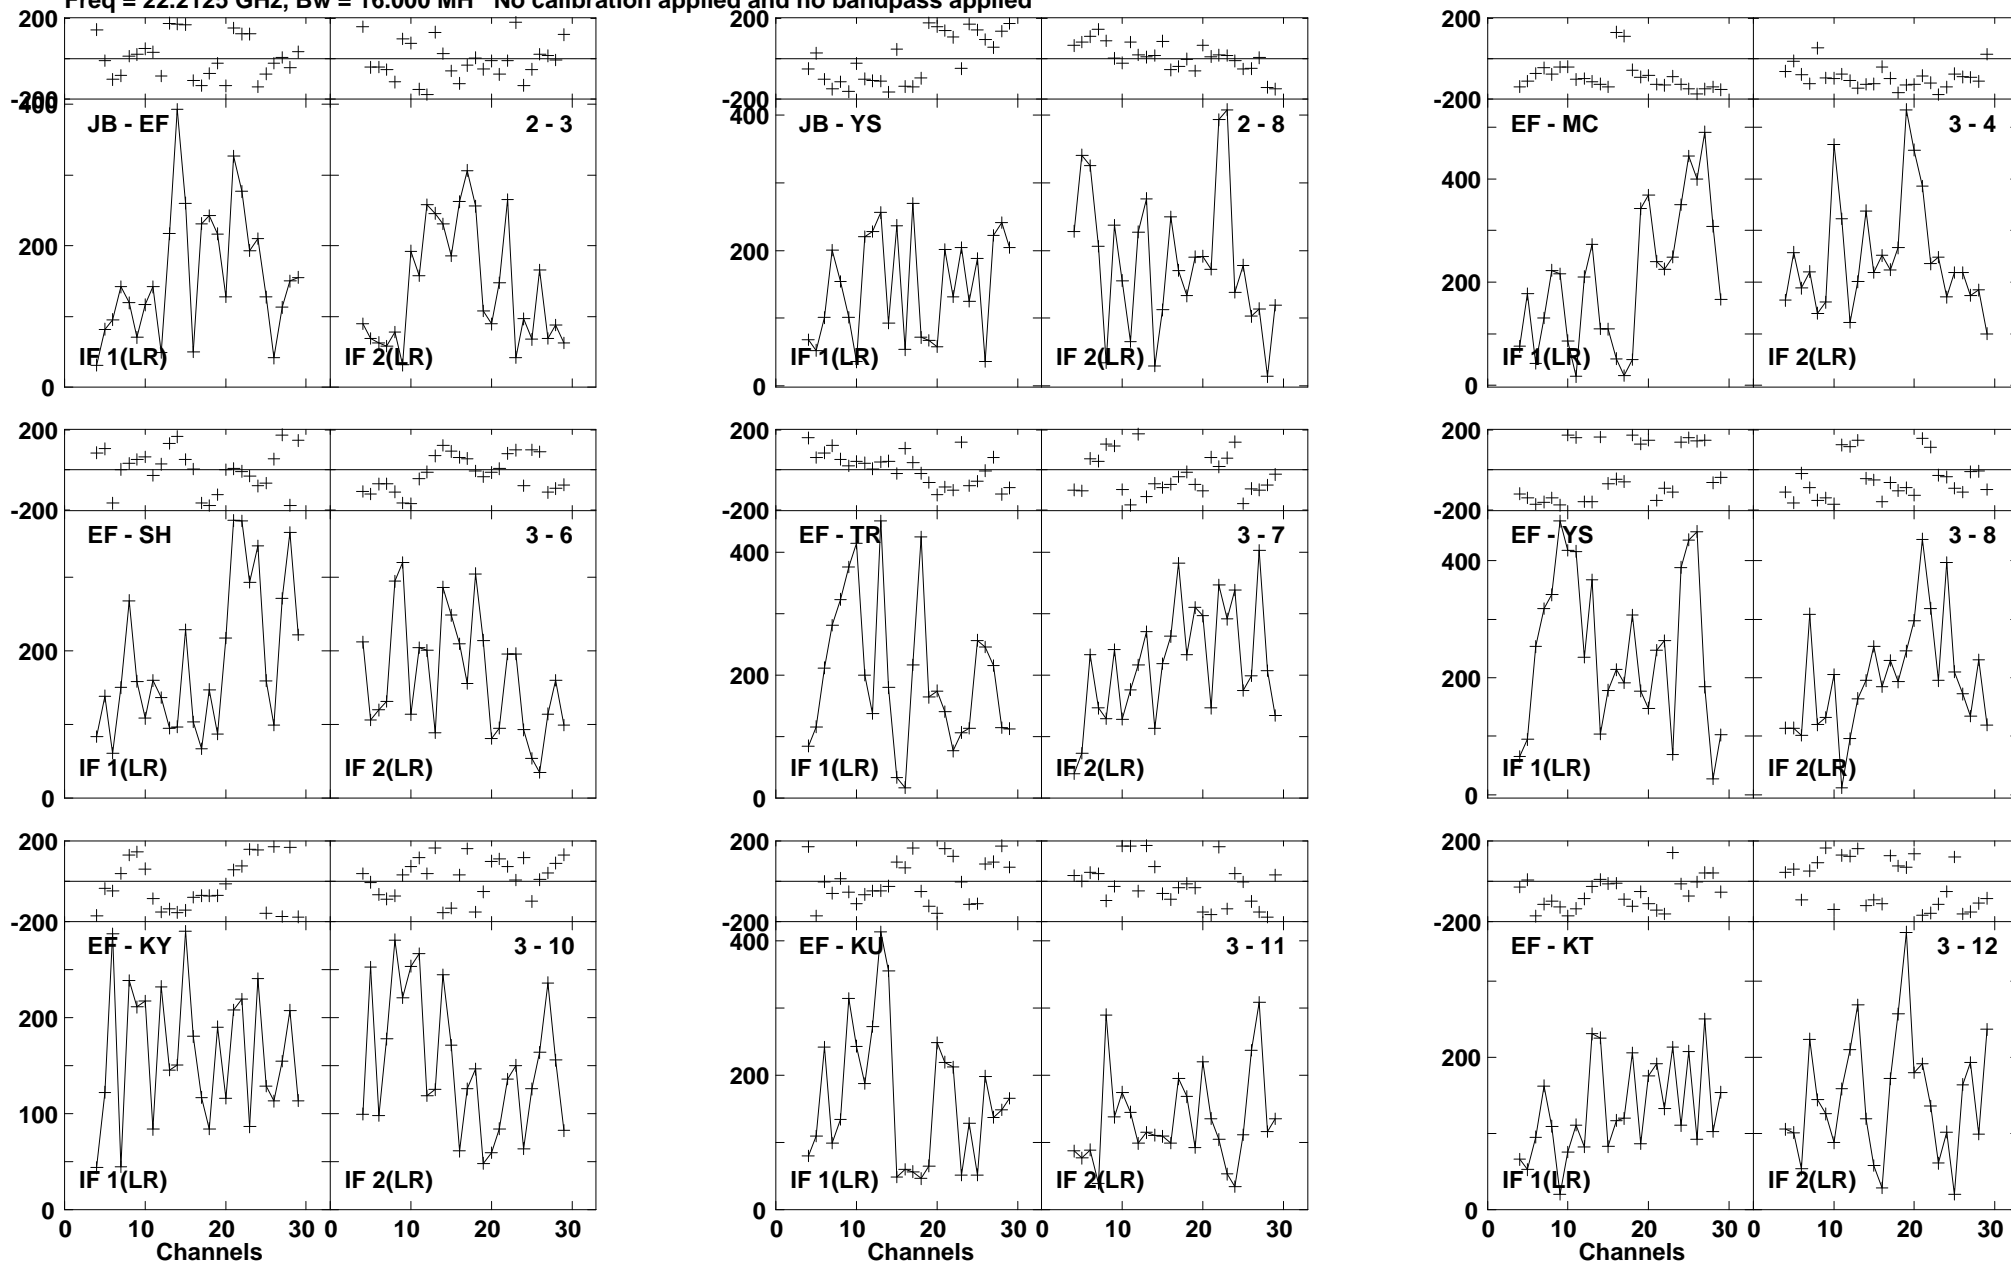 Freq = 22.2125 GHz, Bw = 16.000 MH No calibration applied and no bandpass applied
200
-200
200
-200
400
JB - EF
2 - 3
400
JB - YS
2 - 8
EF - MC
3 - 4
400
200
200
200
IF 1(LR)
IF 2(LR)
IF 1(LR)
IF 2(LR)
IF 1(LR)
IF 2(LR)
0
0
0
200
200
200
-200
-200
-200
EF - SH
3 - 6
EF - TR
3 - 7
EF - YS
3 - 8
400
400
200
200
200
IF 1(LR)
IF 2(LR)
IF 1(LR)
IF 2(LR)
IF 1(LR)
IF 2(LR)
0
0
0
200
200
200
-200
-200
-200
EF - KY
3 - 10
400
EF - KU
3 - 11
EF - KT
3 - 12
200
200
200
100
IF 1(LR)
IF 2(LR)
IF 1(LR)
IF 2(LR)
IF 1(LR)
IF 2(LR)
0
0
0 10 20 30 0 10 20 30
0 10 20 30 0 10 20 30
0 10 20 30 0 10 20 30
Channels
Channels
Channels